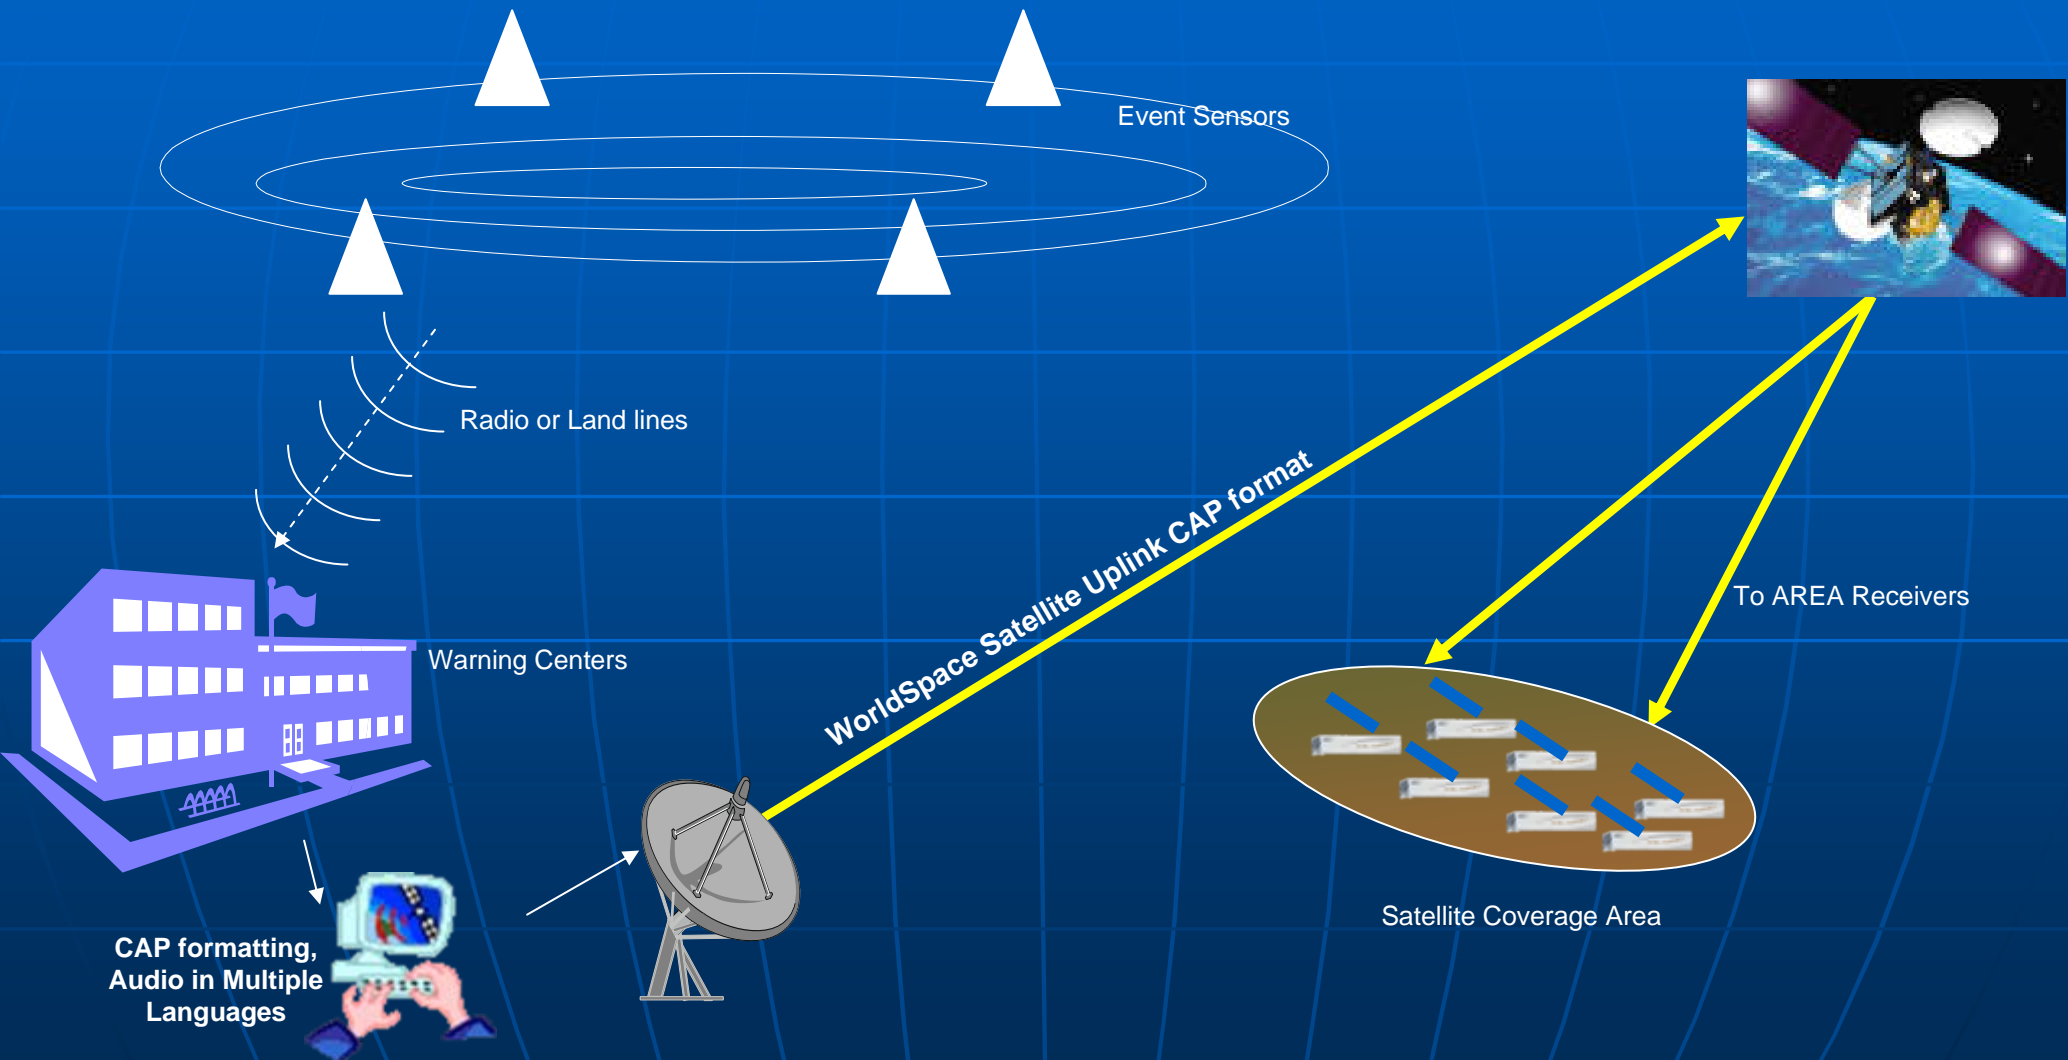 Event Sensors
Radio or Land lines
WorldSpace Satellite Uplink CAP format
To AREA Receivers
Warning Centers
Satellite Coverage Area
CAP formatting,
Audio in Multiple
Languages